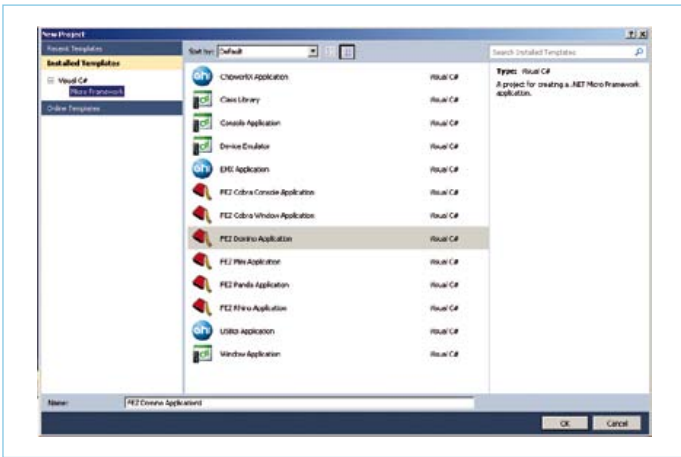 New Project
Recent Templates
Installed Templates
Visual C#
Micro Framework
Online Templates
Sort by: Default
Search Installed Templates
ChipworkX Application Visual C#
Class Library Visual C#
Console Application Visual C#
Device Emulator Visual C#
EMX Application Visual C#
FEZ Cobra Console Application Visual C#
FEZ Cobra Window Application Visual C#
FEZ Domino Application Visual C#
FEZ Mini Application Visual C#
FEZ Panda Application Visual C#
FEZ Rhino Application Visual C#
USBizi Application Visual C#
Window Application Visual C#
Type: Visual C#
A project for creating a .NET Micro Framework
application.
Name: FEZ Domino Application1
OK Cancel